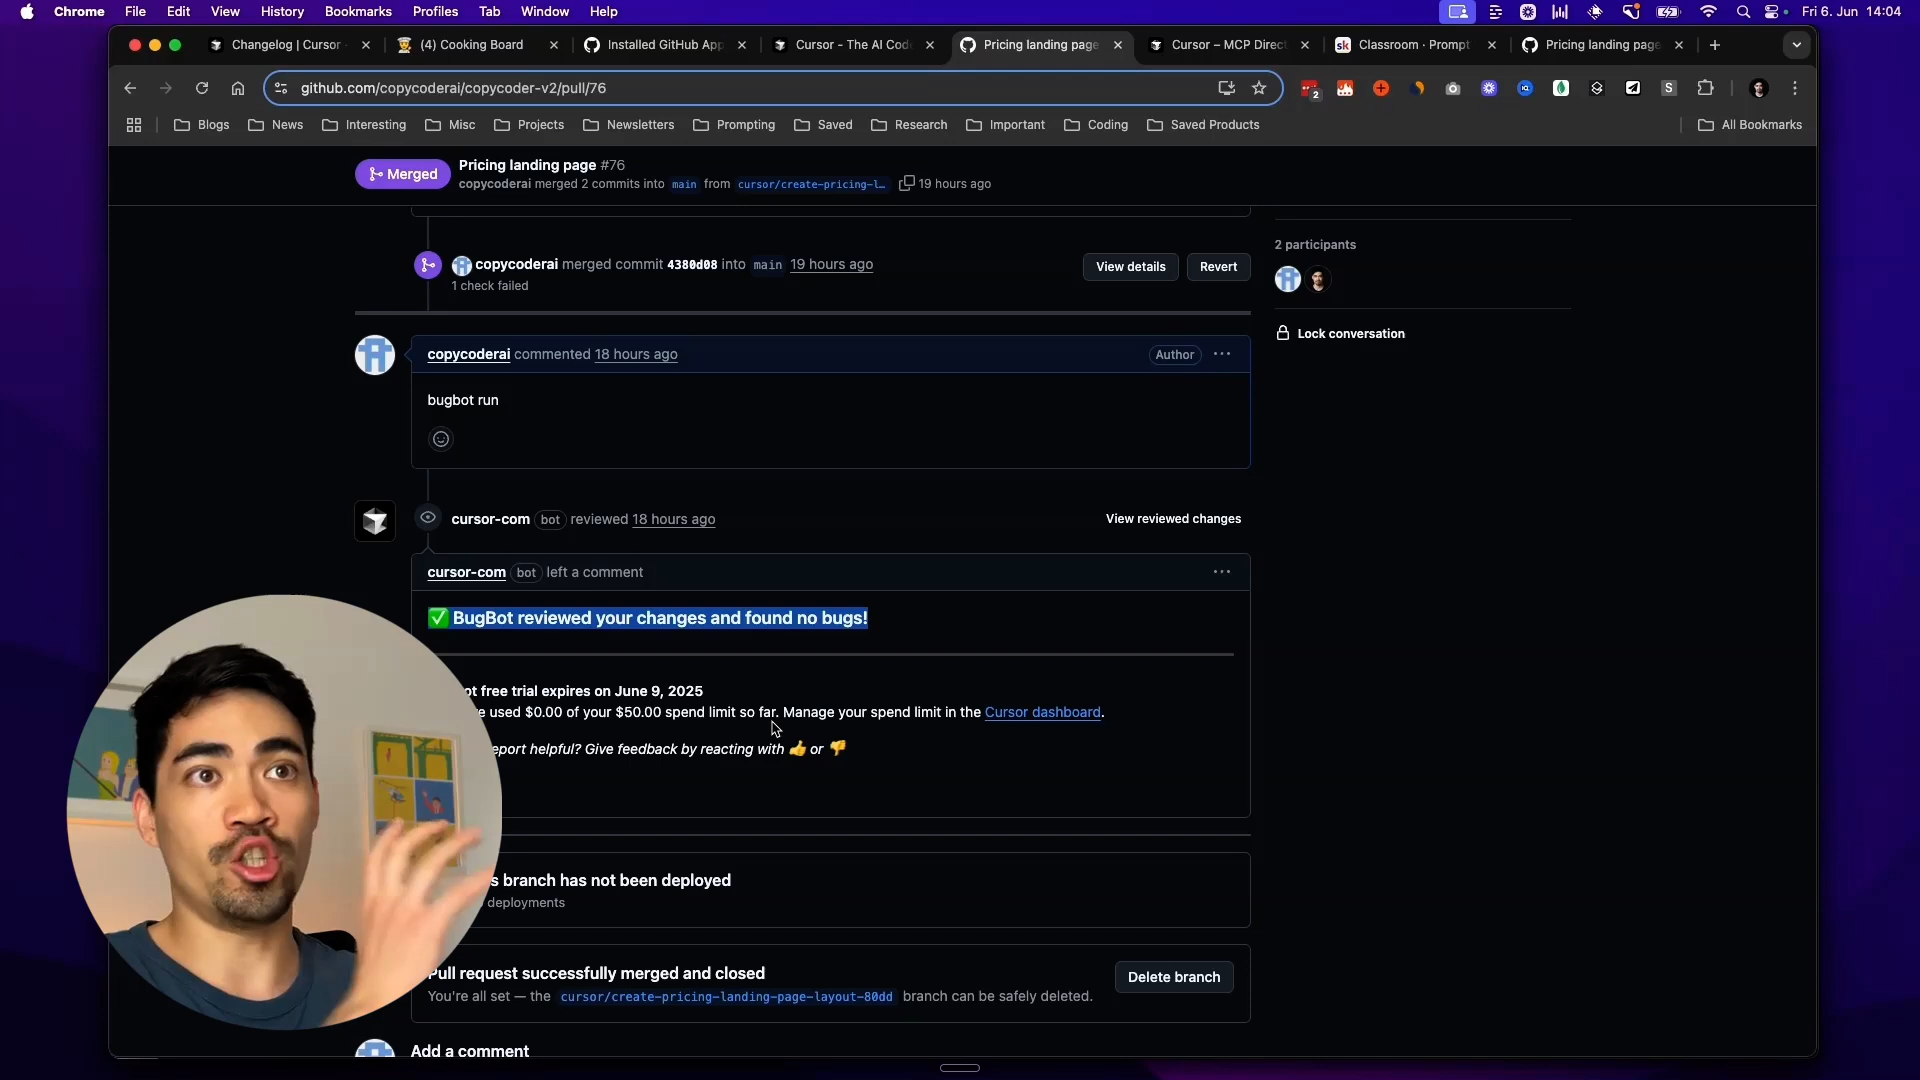 Chrome File Edit View History Bookmarks Profiles Tab Window Help Fri 6. Jun 14:04
Changelog | Cursor (4) Cooking Board Installed GitHub App Cursor - The AI Code Pricing landing page Cursor – MCP Direct Classroom · Prompt Pricing landing page
github.com/copycoderai/copycoder-v2/pull/76
Blogs News Interesting Misc Projects Newsletters Prompting Saved Research Important Coding Saved Products All Bookmarks
Merged
Pricing landing page #76
copycoderai merged 2 commits into main from cursor/create-pricing-l… 19 hours ago
2 participants
copycoderai merged commit 4380d08 into main 19 hours ago
View details Revert
1 check failed
Lock conversation
copycoderai commented 18 hours ago
Author
bugbot run
cursor-com bot reviewed 18 hours ago
View reviewed changes
cursor-com bot left a comment
✅ BugBot reviewed your changes and found no bugs!
ot free trial expires on June 9, 2025
e used $0.00 of your $50.00 spend limit so far. Manage your spend limit in the Cursor dashboard.
eport helpful? Give feedback by reacting with 👍 or 👎
s branch has not been deployed
deployments
Pull request successfully merged and closed
You're all set — the cursor/create-pricing-landing-page-layout-80dd branch can be safely deleted.
Delete branch
Add a comment